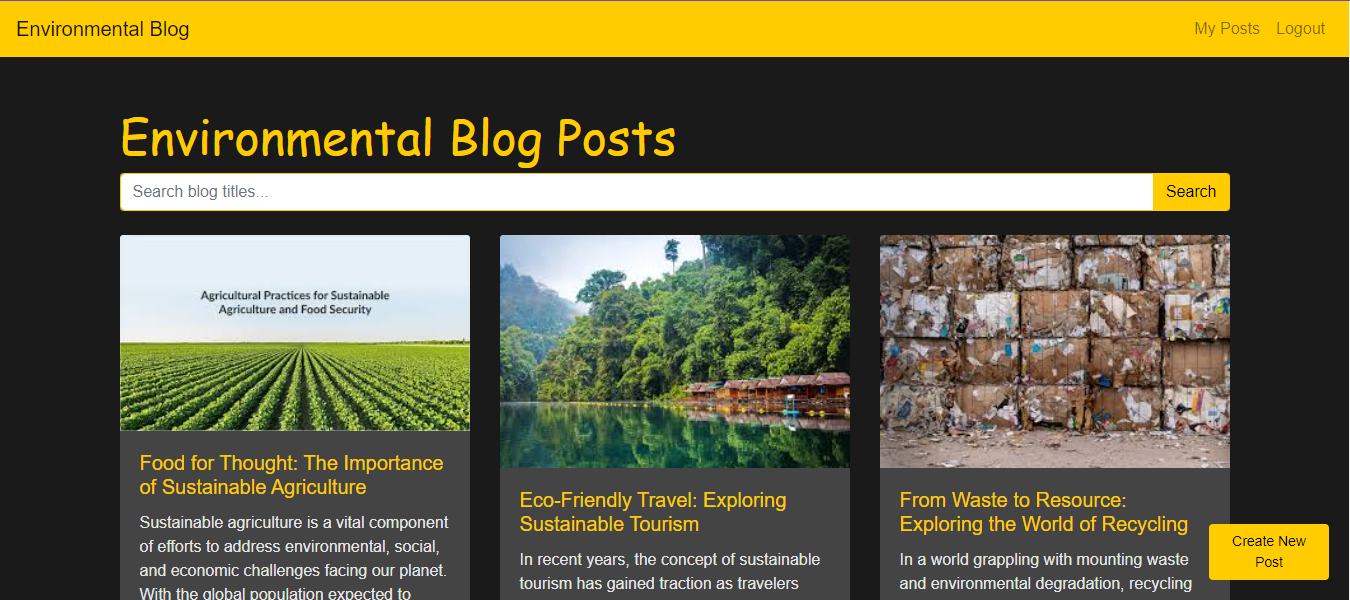 Environmental Blog
My Posts
Logout
Environmental Blog Posts
Search blog titles...
Search
Agricultural Practices for Sustainable
Agriculture and Food Security
Food for Thought: The Importance
of Sustainable Agriculture
Sustainable agriculture is a vital component
of efforts to address environmental, social,
and economic challenges facing our planet.
With the global population expected to
Eco-Friendly Travel: Exploring
Sustainable Tourism
In recent years, the concept of sustainable
tourism has gained traction as travelers
From Waste to Resource:
Exploring the World of Recycling
In a world grappling with mounting waste
and environmental degradation, recycling
Create New
Post